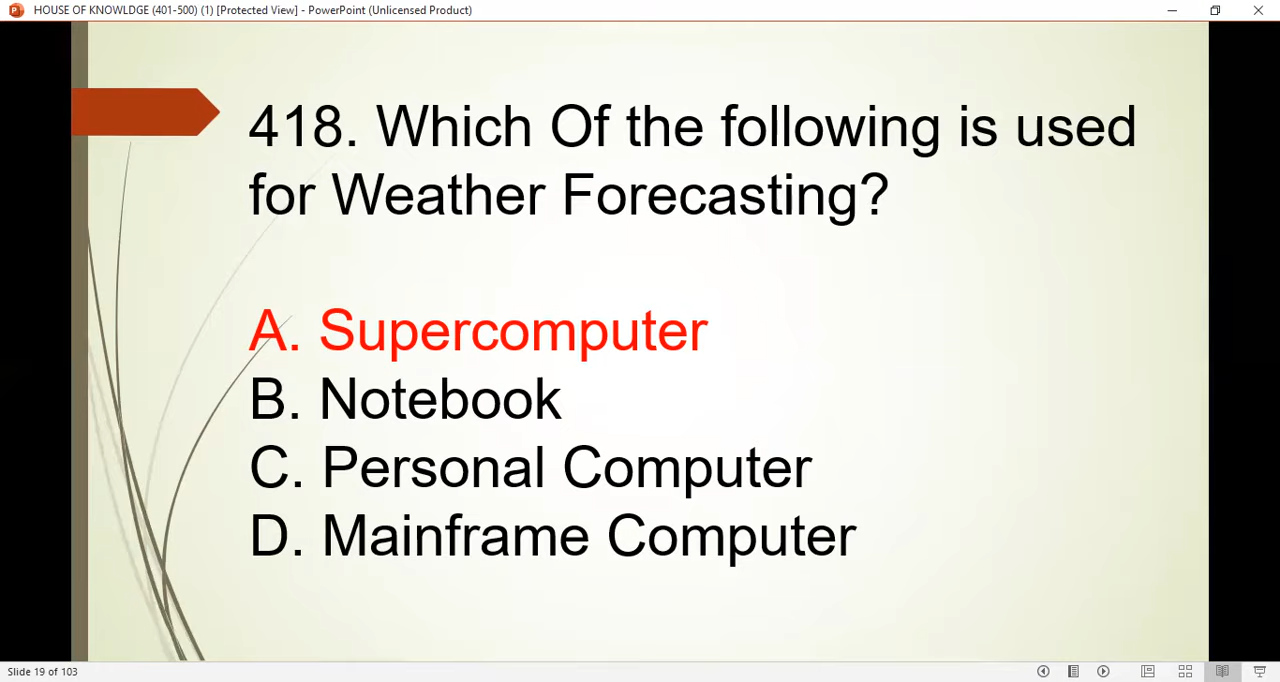 HOUSE OF KNOWLDGE (401-500) (1) [Protected View] - PowerPoint (Unlicensed Product)
418. Which Of the following is used
for Weather Forecasting?
A. Supercomputer
B. Notebook
C. Personal Computer
D. Mainframe Computer
Slide 19 of 103